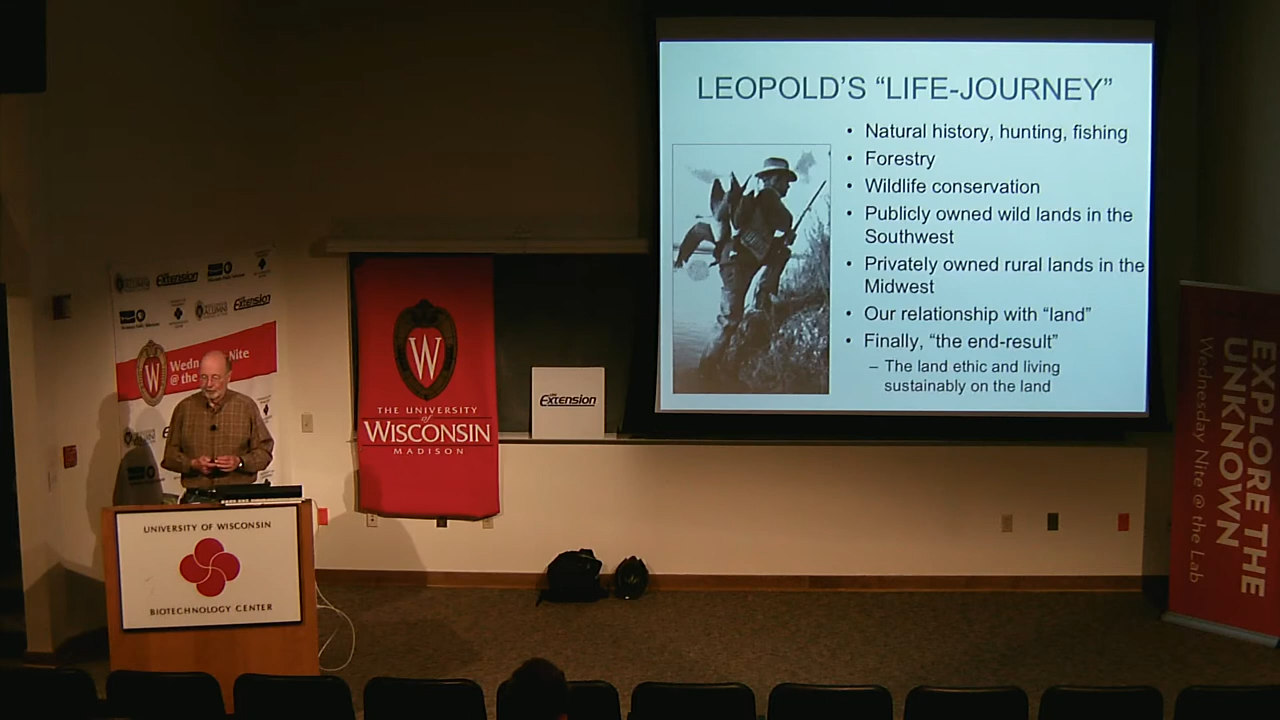 LEOPOLD'S “LIFE-JOURNEY”
• Natural history, hunting, fishing
• Forestry
• Wildlife conservation
• Publicly owned wild lands in the
Southwest
• Privately owned rural lands in the
Midwest
• Our relationship with “land”
• Finally, “the end-result”
– The land ethic and living
sustainably on the land
Extension
Extension
ALUMNI
Wednesday Nite
@ the
W
W
THE UNIVERSITY
of
WISCONSIN
MADISON
Extension
UNIVERSITY OF WISCONSIN
BIOTECHNOLOGY CENTER
EXPLORE THE
UNKNOWN
Wednesday Nite @ the Lab